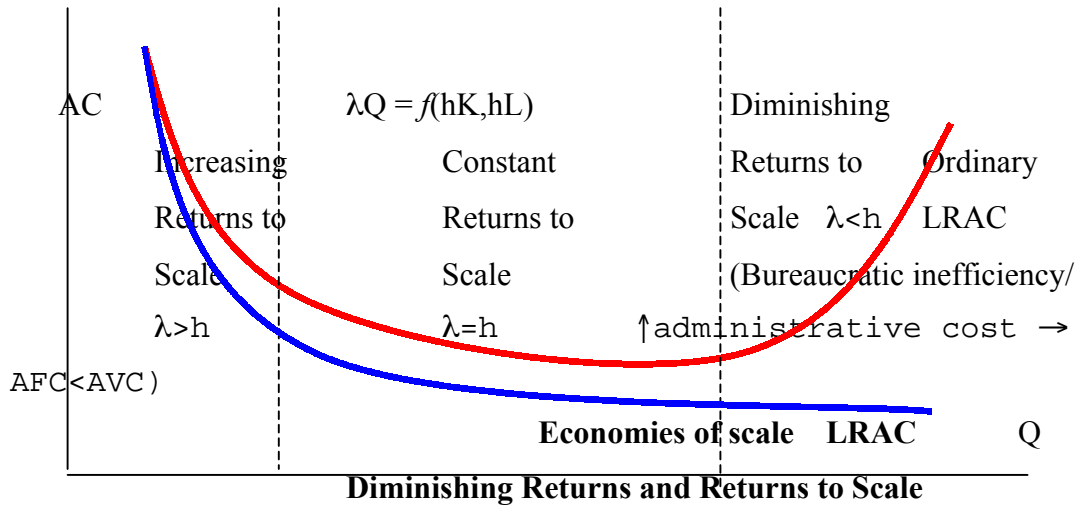 AC λQ = f(hK,hL) Diminishing
Increasing Constant Returns to Ordinary
Returns to Returns to Scale λ<h LRAC
Scale Scale (Bureaucratic inefficiency/
λ>h λ=h ↑administrative cost →
AFC<AVC)
Economies of scale LRAC Q
Diminishing Returns and Returns to Scale